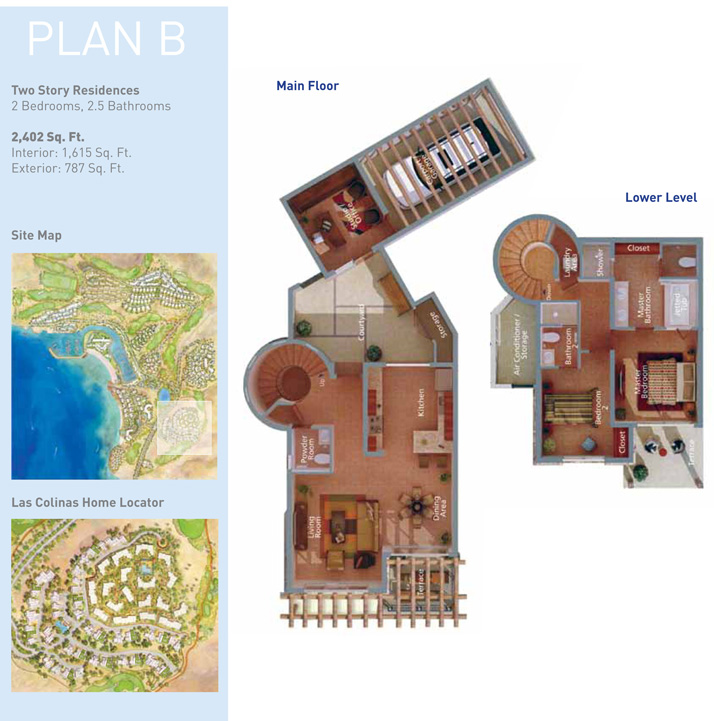 PLAN B
Two Story Residences
2 Bedrooms, 2.5 Bathrooms
2,402 Sq. Ft.
Interior: 1,615 Sq. Ft.
Exterior: 787 Sq. Ft.
Site Map
Las Colinas Home Locator
Main Floor
Courtyard
Storage
Kitchen
Powder
Room
Living
Room
Dining
Area
Terrace
Lower Level
Laundry
Area
Shower
Closet
Master
Bathroom
Air Conditioner /
Storage
Bathroom
2
Master
Bedroom
Bedroom
2
Closet
Terrace